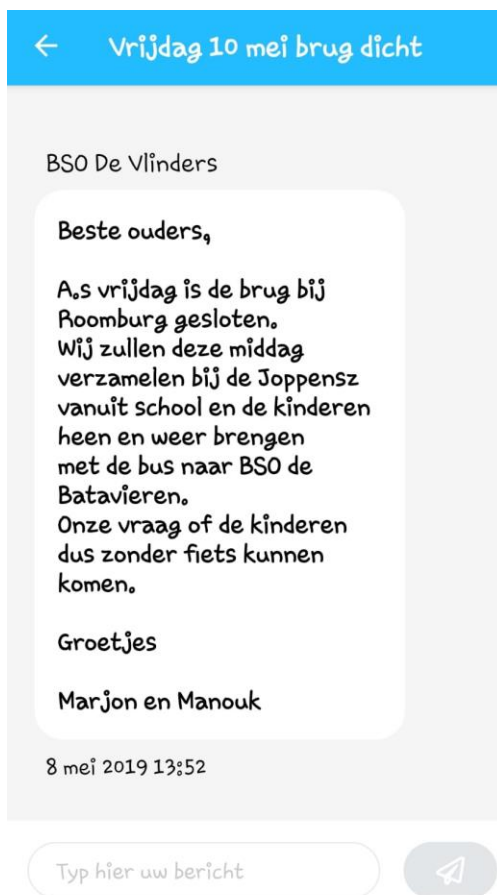 Vrijdag 10 mei brug dicht
BSO De Vlinders
Beste ouders,
A.s vrijdag is de brug bij
Roomburg gesloten.
Wij zullen deze middag
verzamelen bij de Joppensz
vanuit school en de kinderen
heen en weer brengen
met de bus naar BSO de
Batavieren.
Onze vraag of de kinderen
dus zonder fiets kunnen
komen.
Groetjes
Marjon en Manouk
8 mei 2019 13:52
Typ hier uw bericht